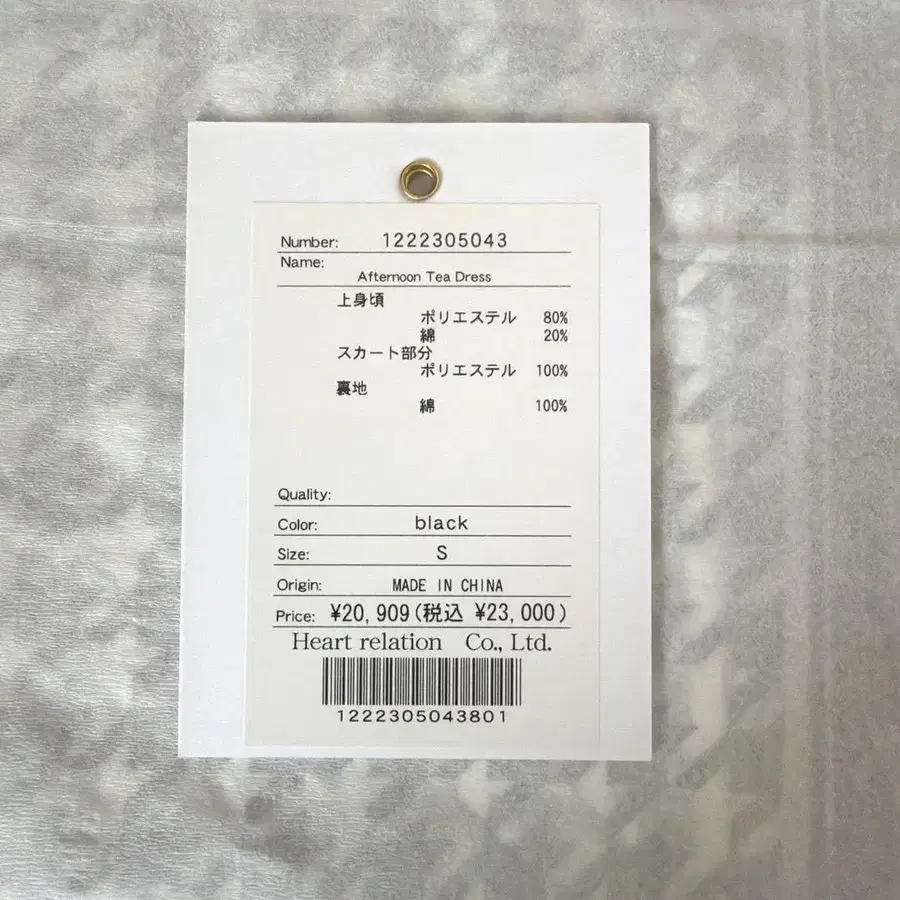 Number: 1222305043
Name:
Afternoon Tea Dress
上身頃
ポリエステル 80%
綿 20%
スカート部分
ポリエステル 100%
裏地
綿 100%
Quality:
Color: black
Size: S
Origin: MADE IN CHINA
Price: ¥20,909(税込 ¥23,000)
Heart relation Co., Ltd.
1222305043801